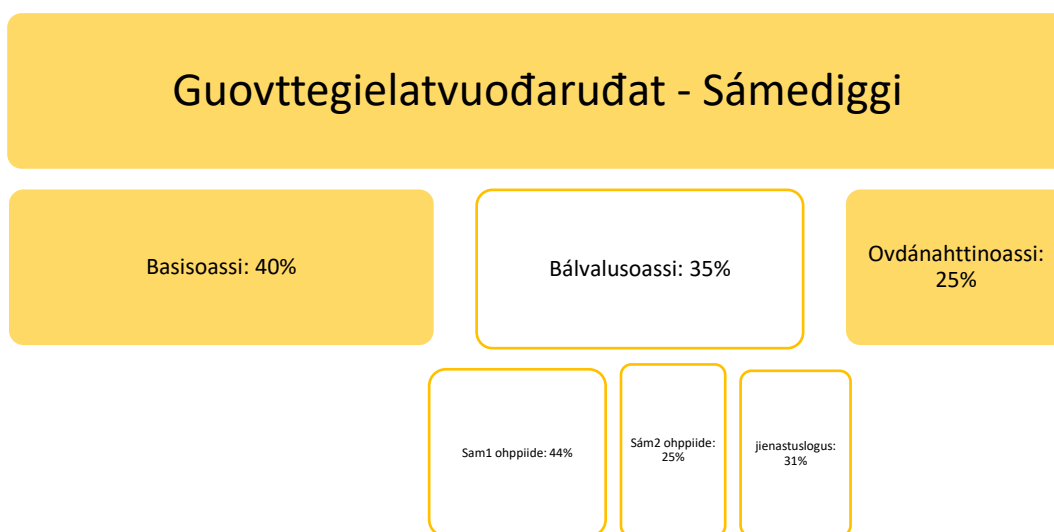 Guovttegielatvuođaruđat - Sámediggi
Basisoassi: 40%
Bálvalusoassi: 35%
Ovdánahttinoassi:
25%
Sam1 ohppiide: 44%
Sám2 ohppiide:
25%
jienastuslogus:
31%